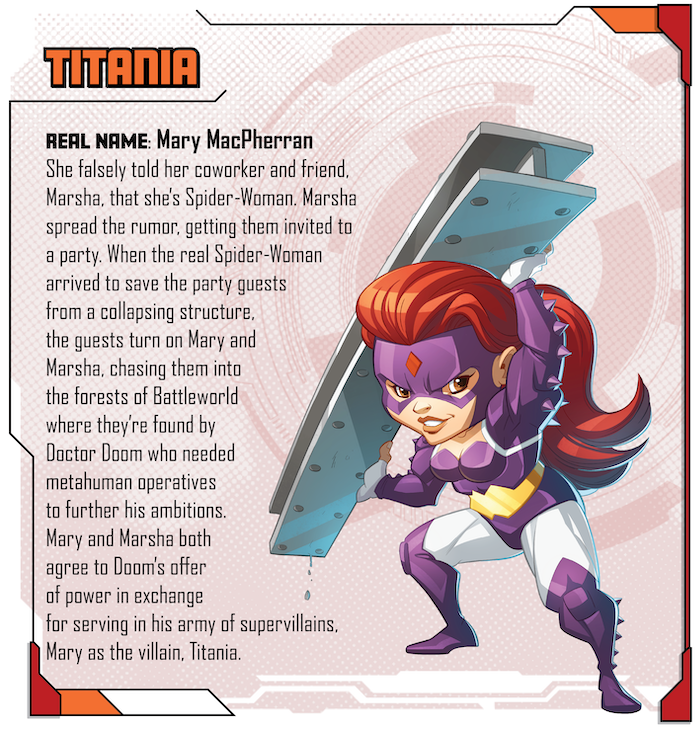 TITANIA
REAL NAME: Mary MacPherran
She falsely told her coworker and friend,
Marsha, that she's Spider-Woman. Marsha
spread the rumor, getting them invited to
a party. When the real Spider-Woman
arrived to save the party guests
from a collapsing structure,
the guests turn on Mary and
Marsha, chasing them into
the forests of Battleworld
where they're found by
Doctor Doom who needed
metahuman operatives
to further his ambitions.
Mary and Marsha both
agree to Doom's offer
of power in exchange
for serving in his army of supervillains,
Mary as the villain, Titania.